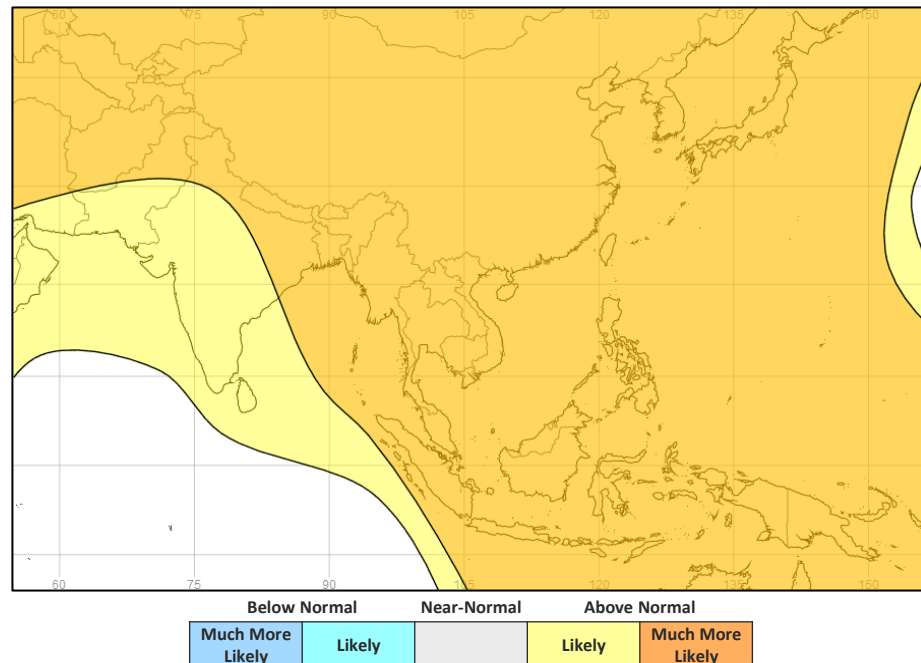 60 75 90 105 120 135 150
60 75 90 105 120 135 150
Below Normal Near-Normal Above Normal
Much More Likely Likely Much More
Likely Likely